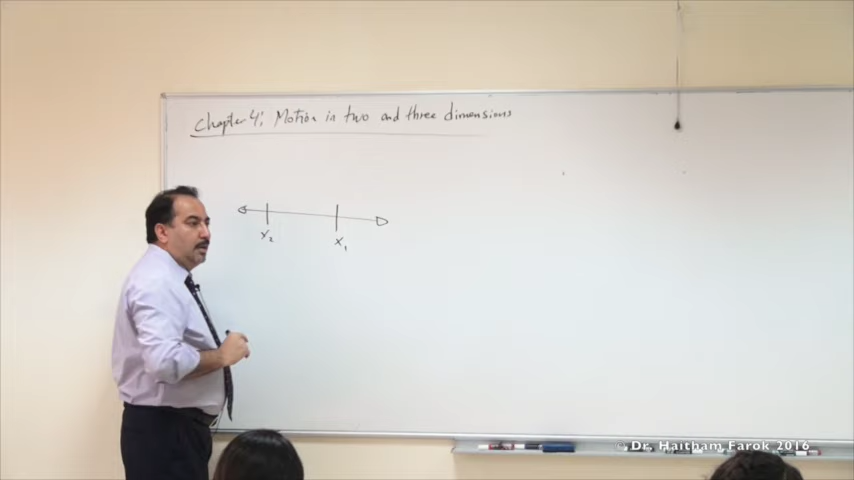 Chapter 4: Motion in two and three dimensions
x₂ x₁
© Dr. Haitham Farok 2016